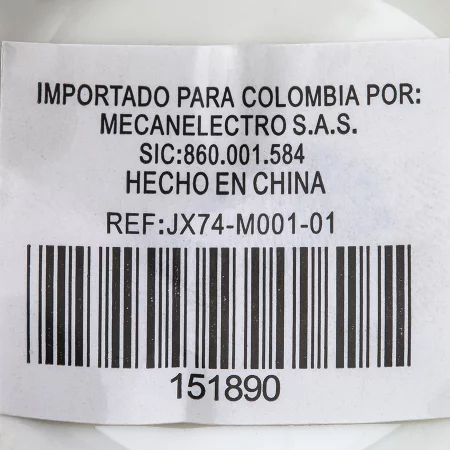 IMPORTADO PARA COLOMBIA POR:
MECANELECTRO S.A.S.
SIC:860.001.584
HECHO EN CHINA
REF:JX74-M001-01
151890